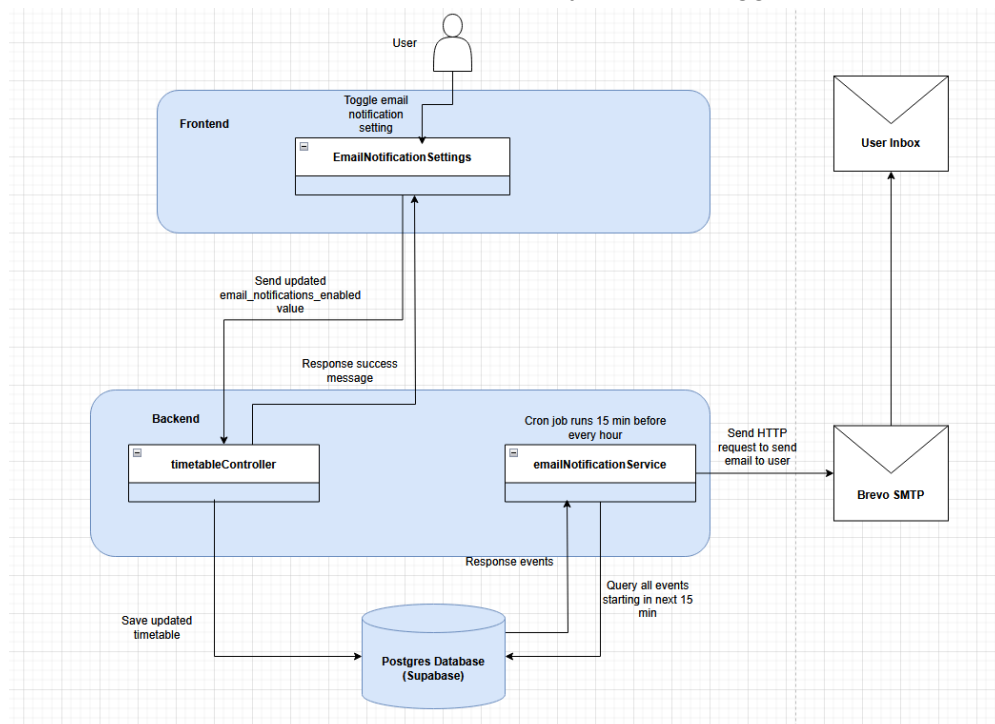 User
Toggle email
notification
setting
Frontend
EmailNotificationSettings
User Inbox
Send updated
email_notifications_enabled
value
Response success
message
Backend
Cron job runs 15 min before
every hour
timetableController
emailNotificationService
Send HTTP
request to send
email to user
Brevo SMTP
Response events
Query all events
starting in next 15
min
Save updated
timetable
Postgres Database
(Supabase)